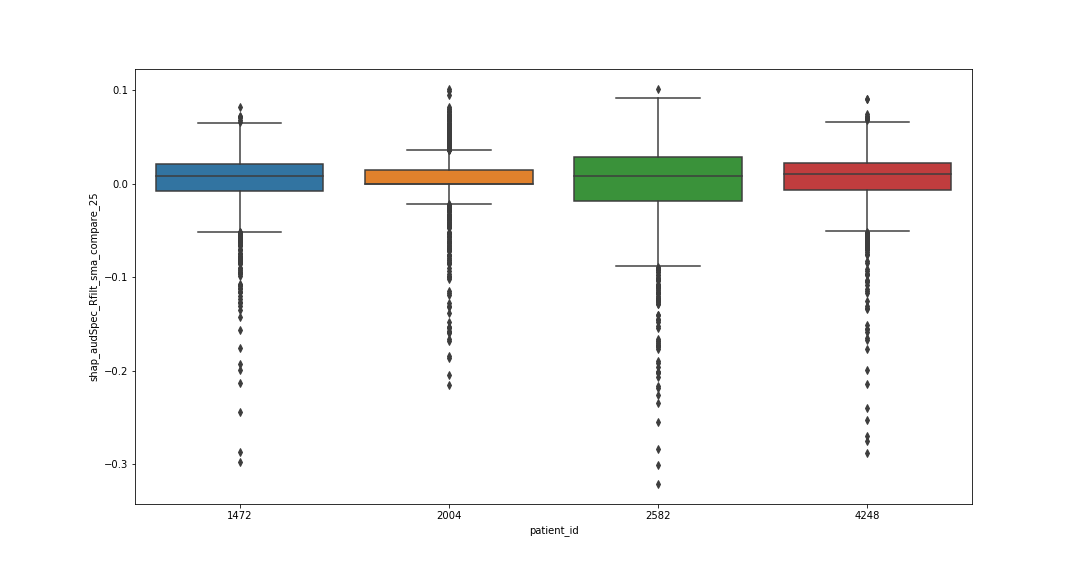 shap_audSpec_Rfilt_sma_compare_25
0.1
0.0
−0.1
−0.2
−0.3
1472 2004 2582 4248
patient_id